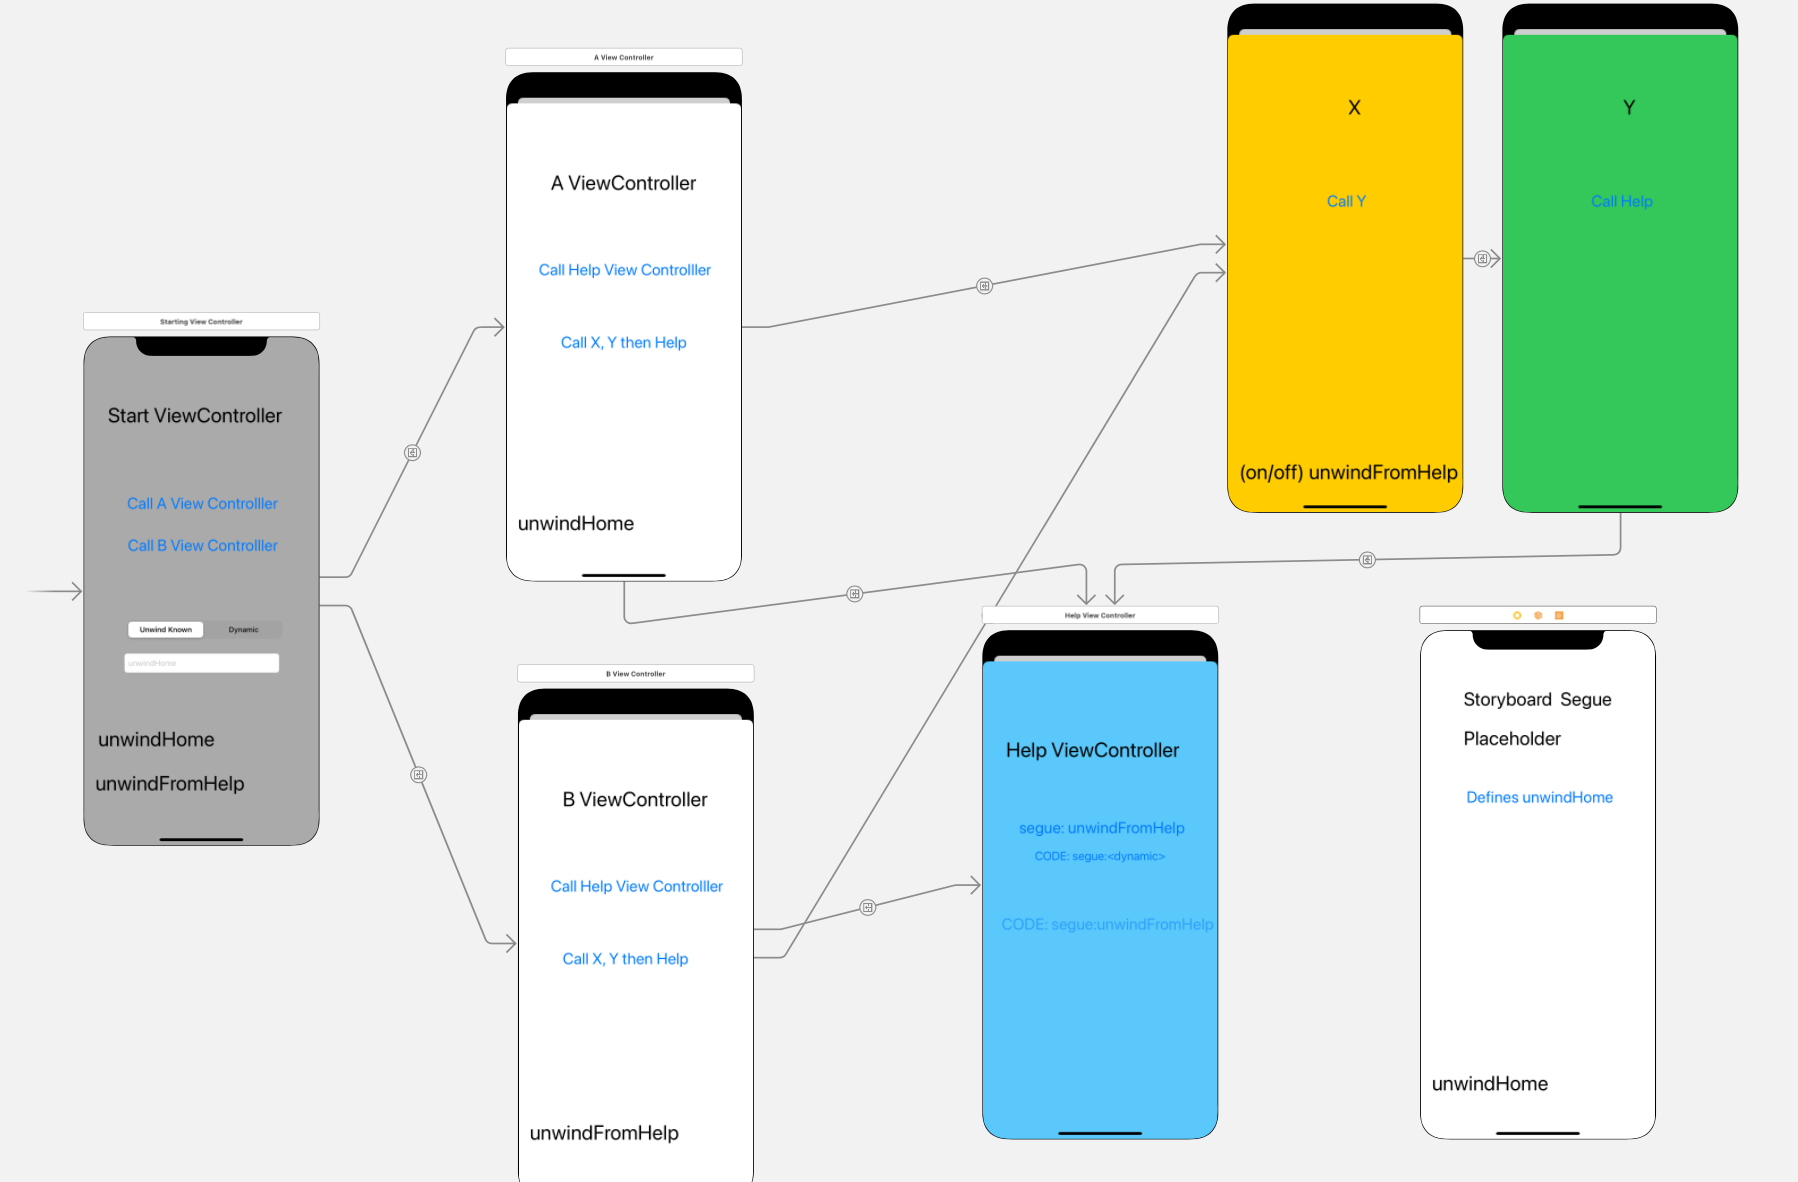 Starting View Controller
Start ViewController
Call A View Controlller
Call B View Controlller
Unwind Known
Dynamic
unwindHome
unwindHome
unwindFromHelp
A View Controller
A ViewController
Call Help View Controlller
Call X, Y then Help
unwindHome
B View Controller
B ViewController
Call Help View Controlller
Call X, Y then Help
unwindFromHelp
X
Call Y
(on/off) unwindFromHelp
Y
Call Help
Help View Controller
Help ViewController
segue: unwindFromHelp
CODE: segue:<dynamic>
CODE: segue:unwindFromHelp
Storyboard  Segue
Placeholder
Defines unwindHome
unwindHome